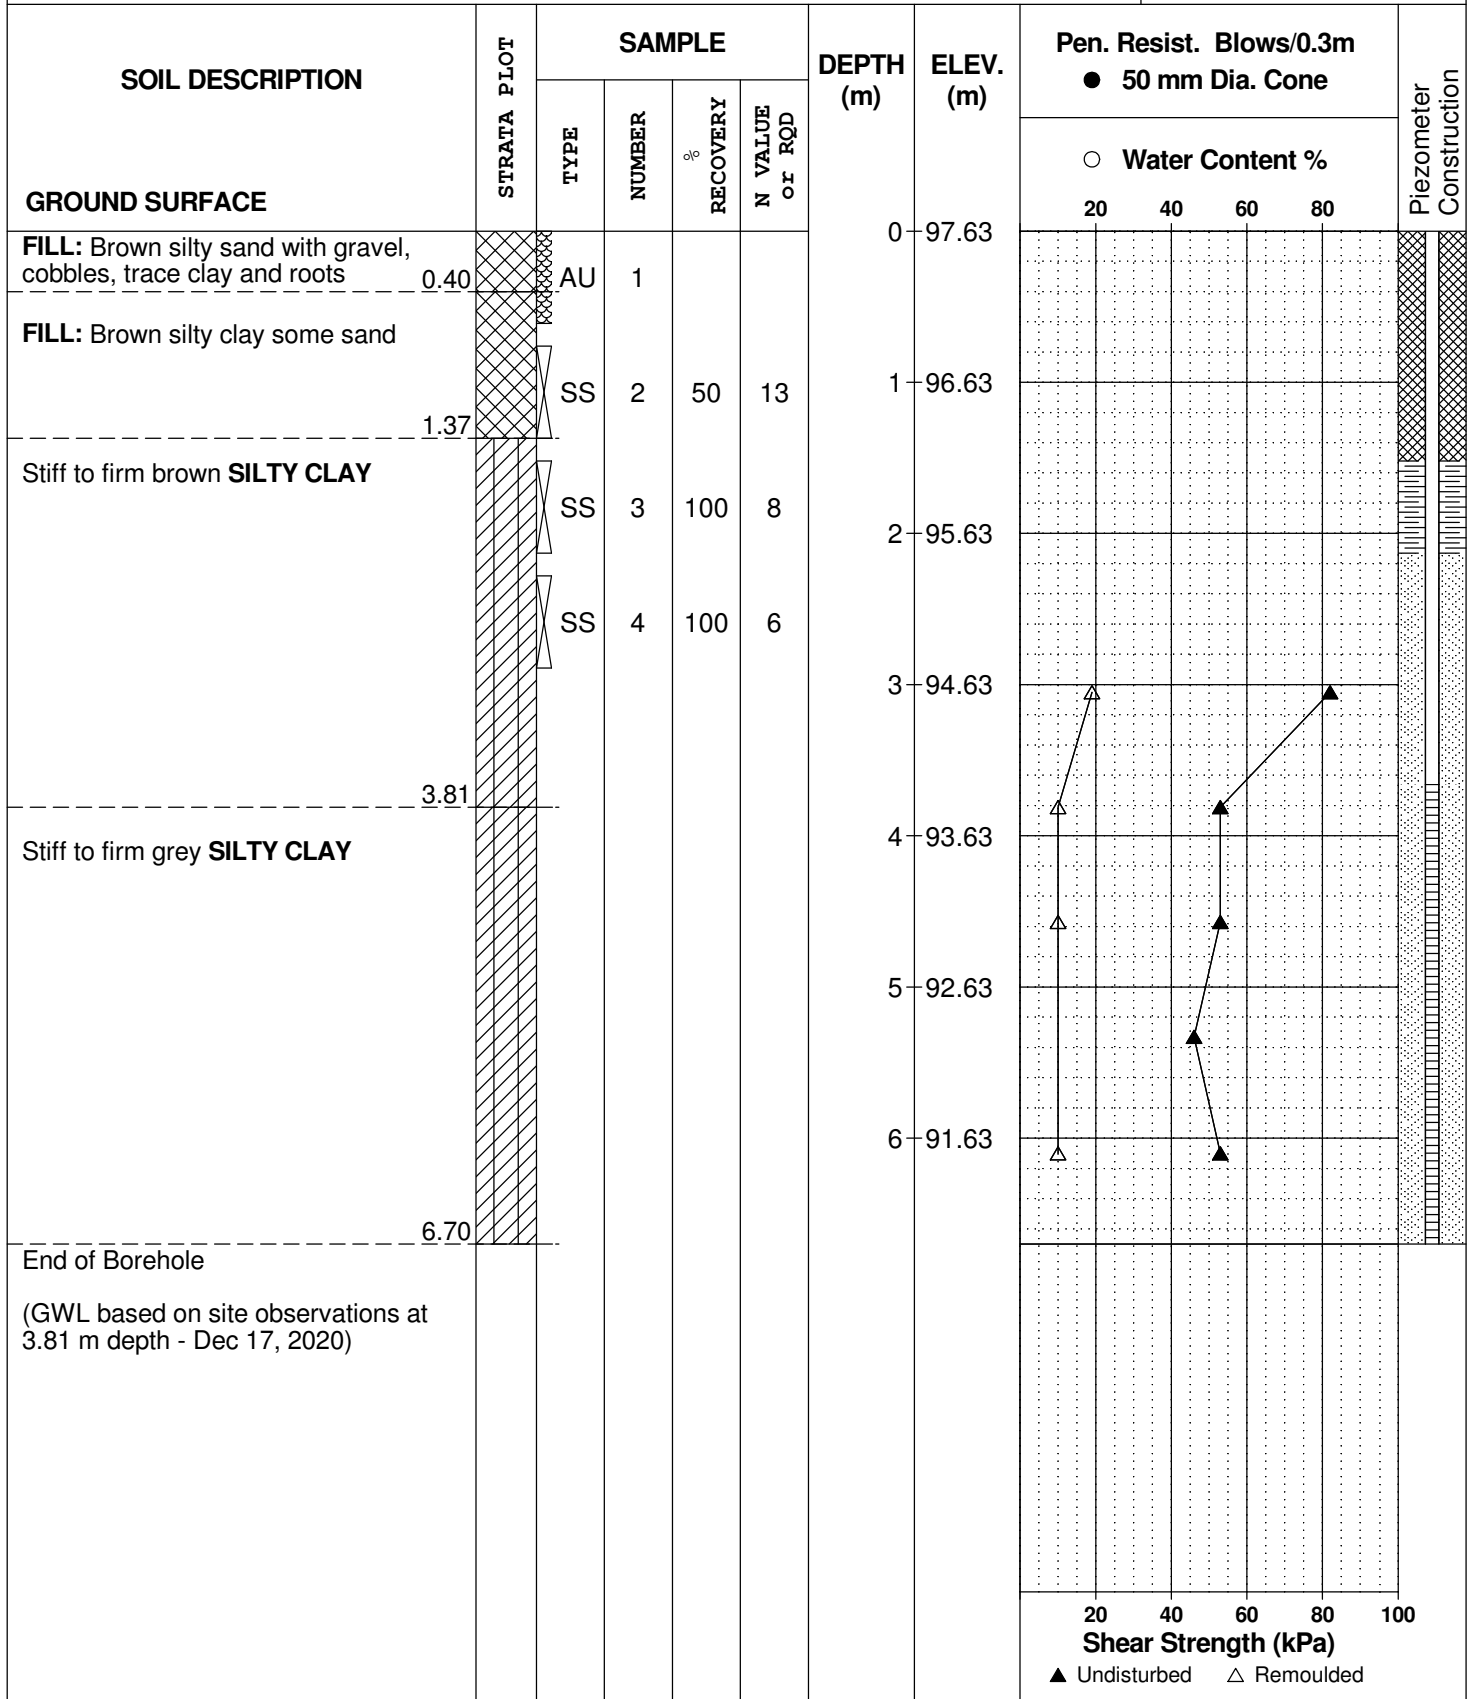 SOIL DESCRIPTION
GROUND SURFACE
STRATA PLOT
SAMPLE
TYPE
NUMBER
%
RECOVERY
N VALUE
or RQD
DEPTH
(m)
ELEV.
(m)
Pen. Resist. Blows/0.3m
● 50 mm Dia. Cone
○ Water Content %
20 40 60 80
Piezometer
Construction
0 97.63
FILL: Brown silty sand with gravel,
cobbles, trace clay and roots 0.40
AU 1
FILL: Brown silty clay some sand
SS 2 50 13
1 96.63
1.37
Stiff to firm brown SILTY CLAY
SS 3 100 8
2 95.63
SS 4 100 6
3 94.63
3.81
4 93.63
Stiff to firm grey SILTY CLAY
5 92.63
6 91.63
6.70
End of Borehole
(GWL based on site observations at
3.81 m depth - Dec 17, 2020)
20 40 60 80 100
Shear Strength (kPa)
▲ Undisturbed △ Remoulded